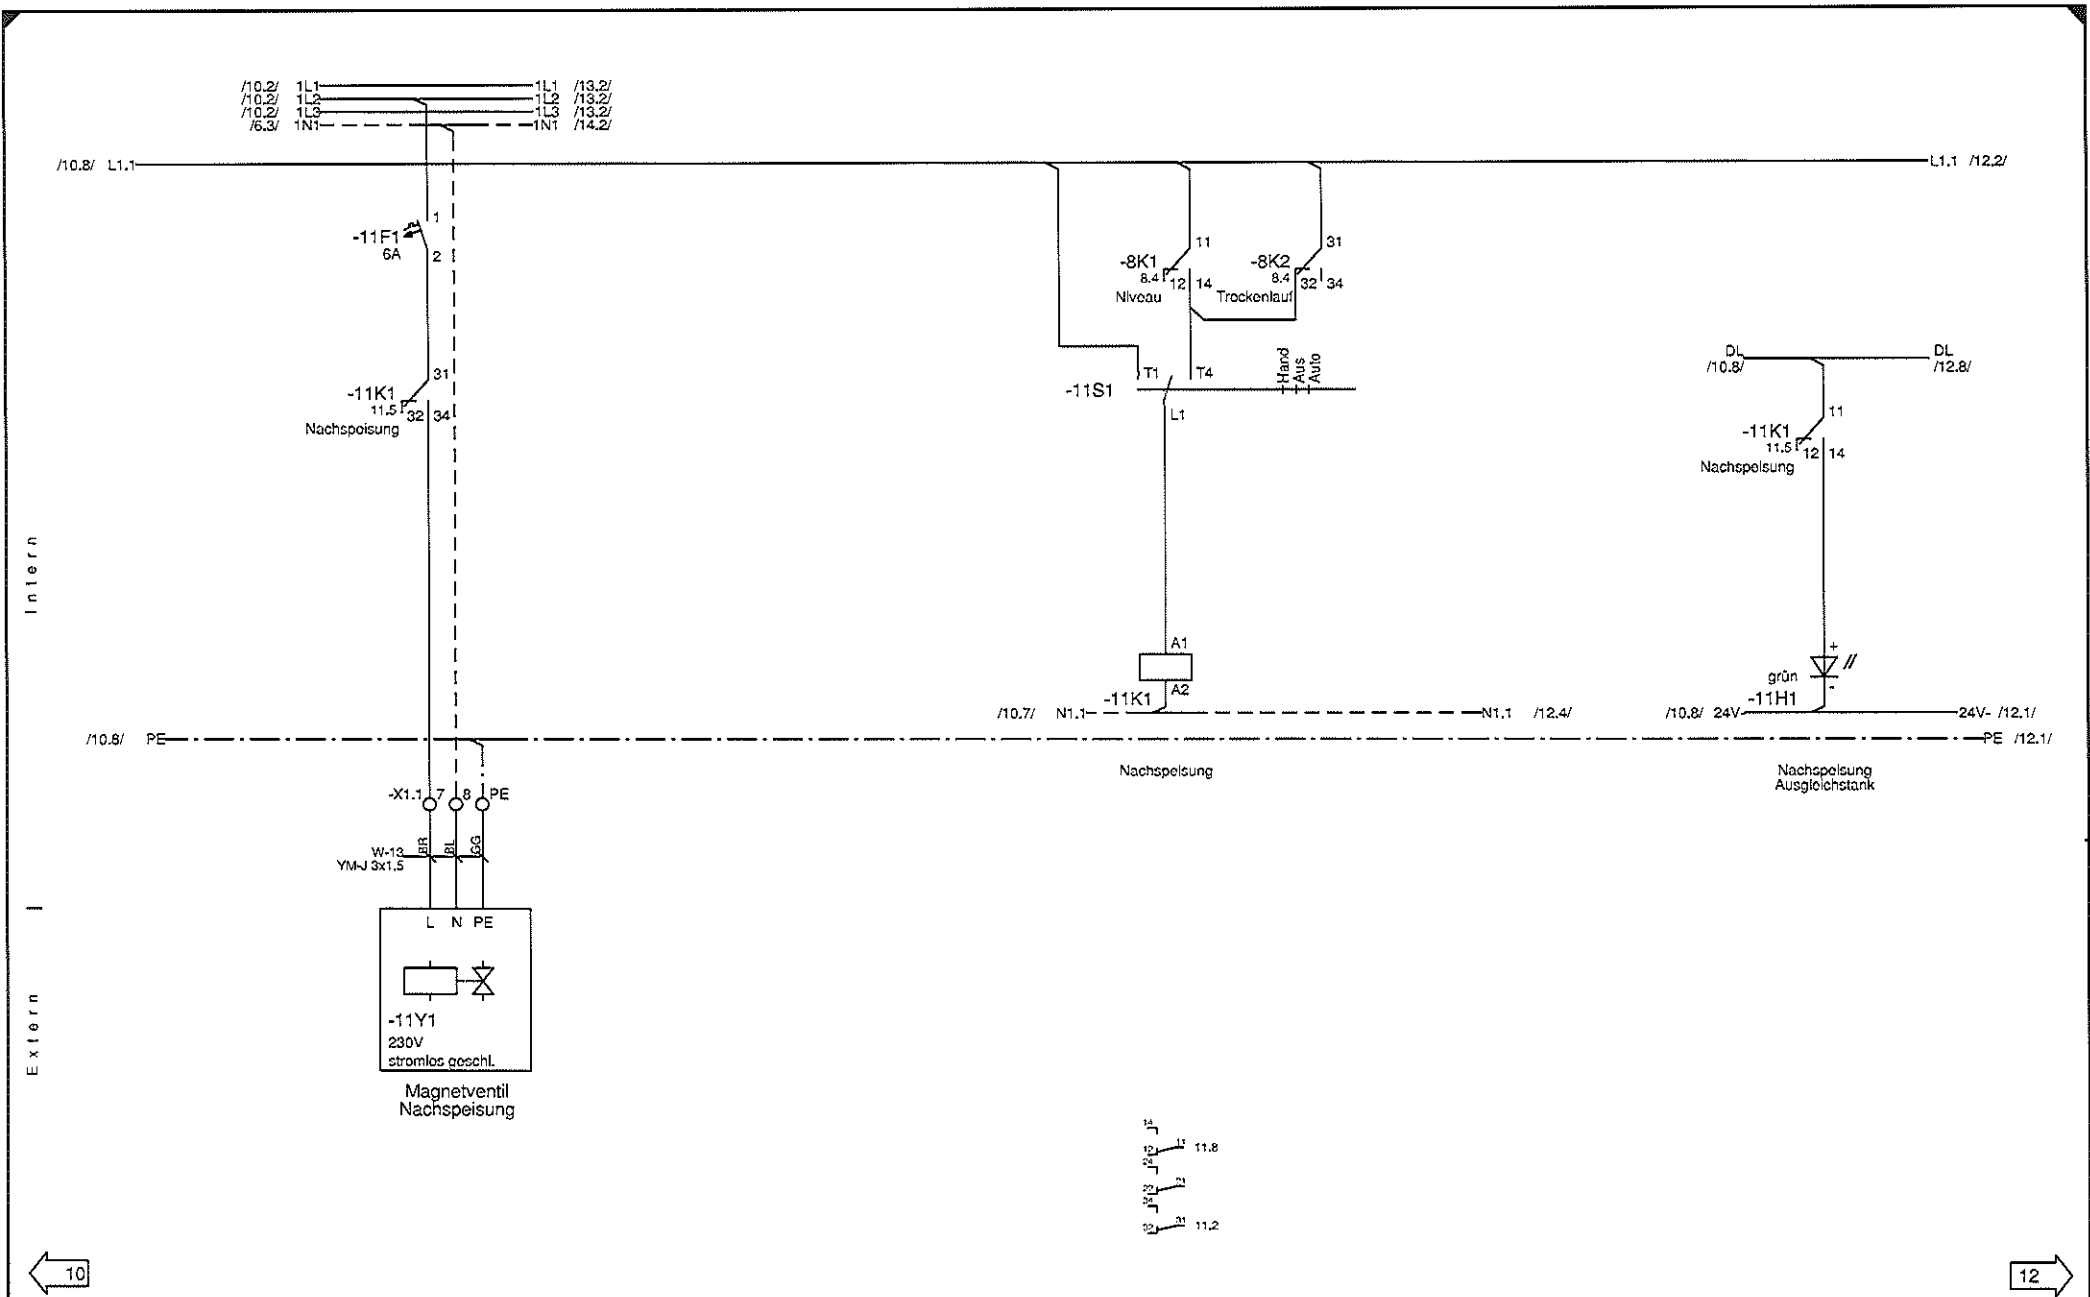 /10.2/ 1L1 1L1 /13.2/
/10.2/ 1L2 1L2 /13.2/
/10.2/ 1L3 1L3 /13.2/
/6.3/ 1N1 1N1 /14.2/
/10.8/ L1.1 L1.1 /12.2/
1
-11F1
6A
2
11
-8K1
8.4
12 14
Niveau
31
-8K2
8.4
32 34
Trockenlauf
31
-11K1
11.5
32 34
Nachspeisung
T1 T4
-11S1
L1
Hand
Aus
Auto
DL DL
/10.8/ /12.8/
11
-11K1
11.5
12 14
Nachspeisung
Intern
A1
A2
-11K1
+
grün
-
-11H1
/10.7/ N1.1 N1.1 /12.4/
/10.8/ 24V- 24V- /12.1/
/10.8/ PE PE /12.1/
Nachspeisung
Nachspeisung
Ausgleichstank
-X1.1 7 8 PE
BR BL GG
W-13
YM-J 3x1.5
L N PE
-11Y1
230V
stromlos geschl.
Magnetventil
Nachspeisung
Extern
14
12 11 11.8
24
22 21
34
32 31 11.2
10
12